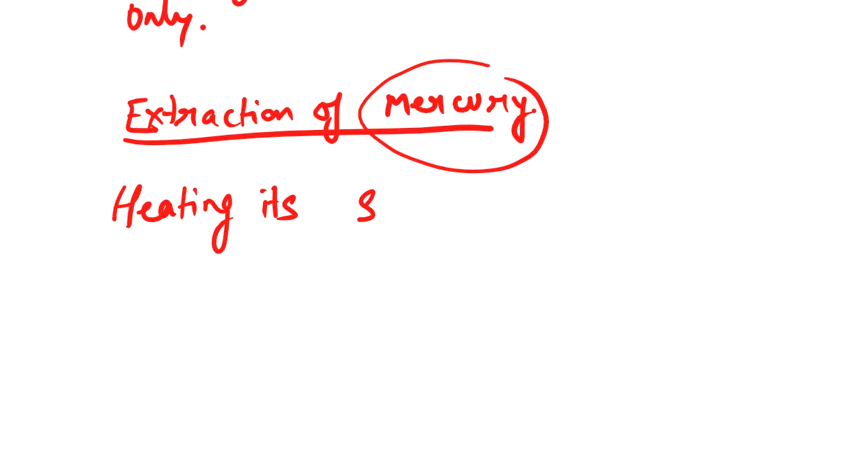 only.
Extraction of Mercury.
Heating its S